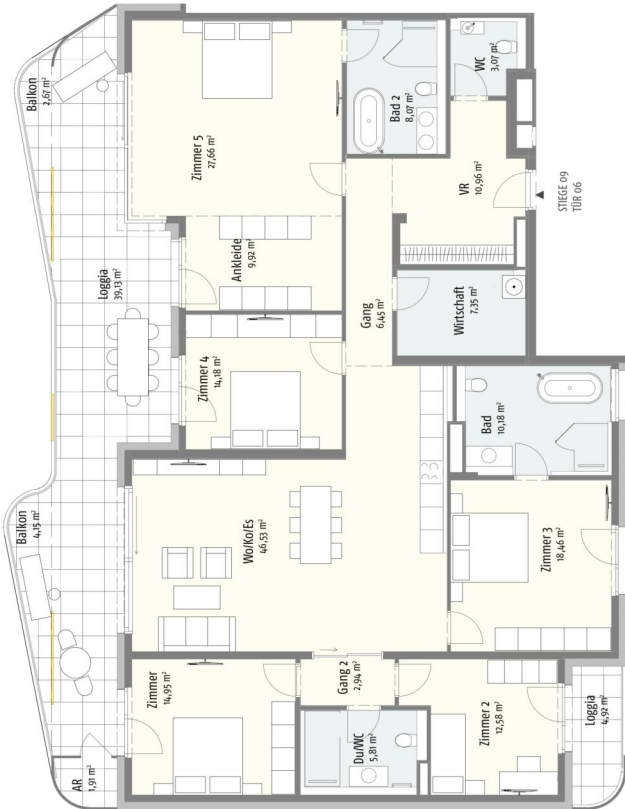 Balkon
2,67 m²
Zimmer 5
27,66 m²
Bad 2
8,07 m²
WC
3,07 m²
VR
10,96 m²
STIEGE 09
TÜR 06
Loggia
39,13 m²
Ankleide
9,92 m²
Gang
6,45 m²
Wirtschaft
7,35 m²
Zimmer 4
14,18 m²
Bad
10,18 m²
Balkon
4,15 m²
Wo/Ko/Es
46,53 m²
Zimmer 3
18,46 m²
Zimmer
14,95 m²
Gang 2
2,94 m²
Zimmer 2
12,58 m²
Loggia
4,92 m²
AR
1,91 m²
Du/WC
5,81 m²